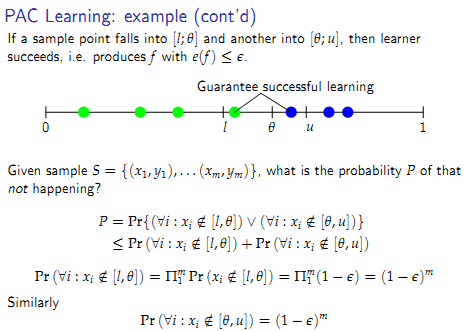 PAC Learning: example (cont'd)
If a sample point falls into [l; θ] and another into [θ; u], then learner
succeeds, i.e. produces f with e(f) ≤ ϵ.
Guarantee successful learning
0 l θ u 1
Given sample S = {(x₁, y₁), . . . (xₘ, yₘ)}, what is the probability P of that
not happening?
P = Pr{(∀i : xᵢ ∉ [l, θ]) ∨ (∀i : xᵢ ∉ [θ, u])}
≤ Pr (∀i : xᵢ ∉ [l, θ]) + Pr (∀i : xᵢ ∉ [θ, u])
Pr (∀i : xᵢ ∉ [l, θ]) = Π₁ᵐ Pr (xᵢ ∉ [l, θ]) = Π₁ᵐ(1 − ϵ) = (1 − ϵ)ᵐ
Similarly
Pr (∀i : xᵢ ∉ [θ, u]) = (1 − ϵ)ᵐ